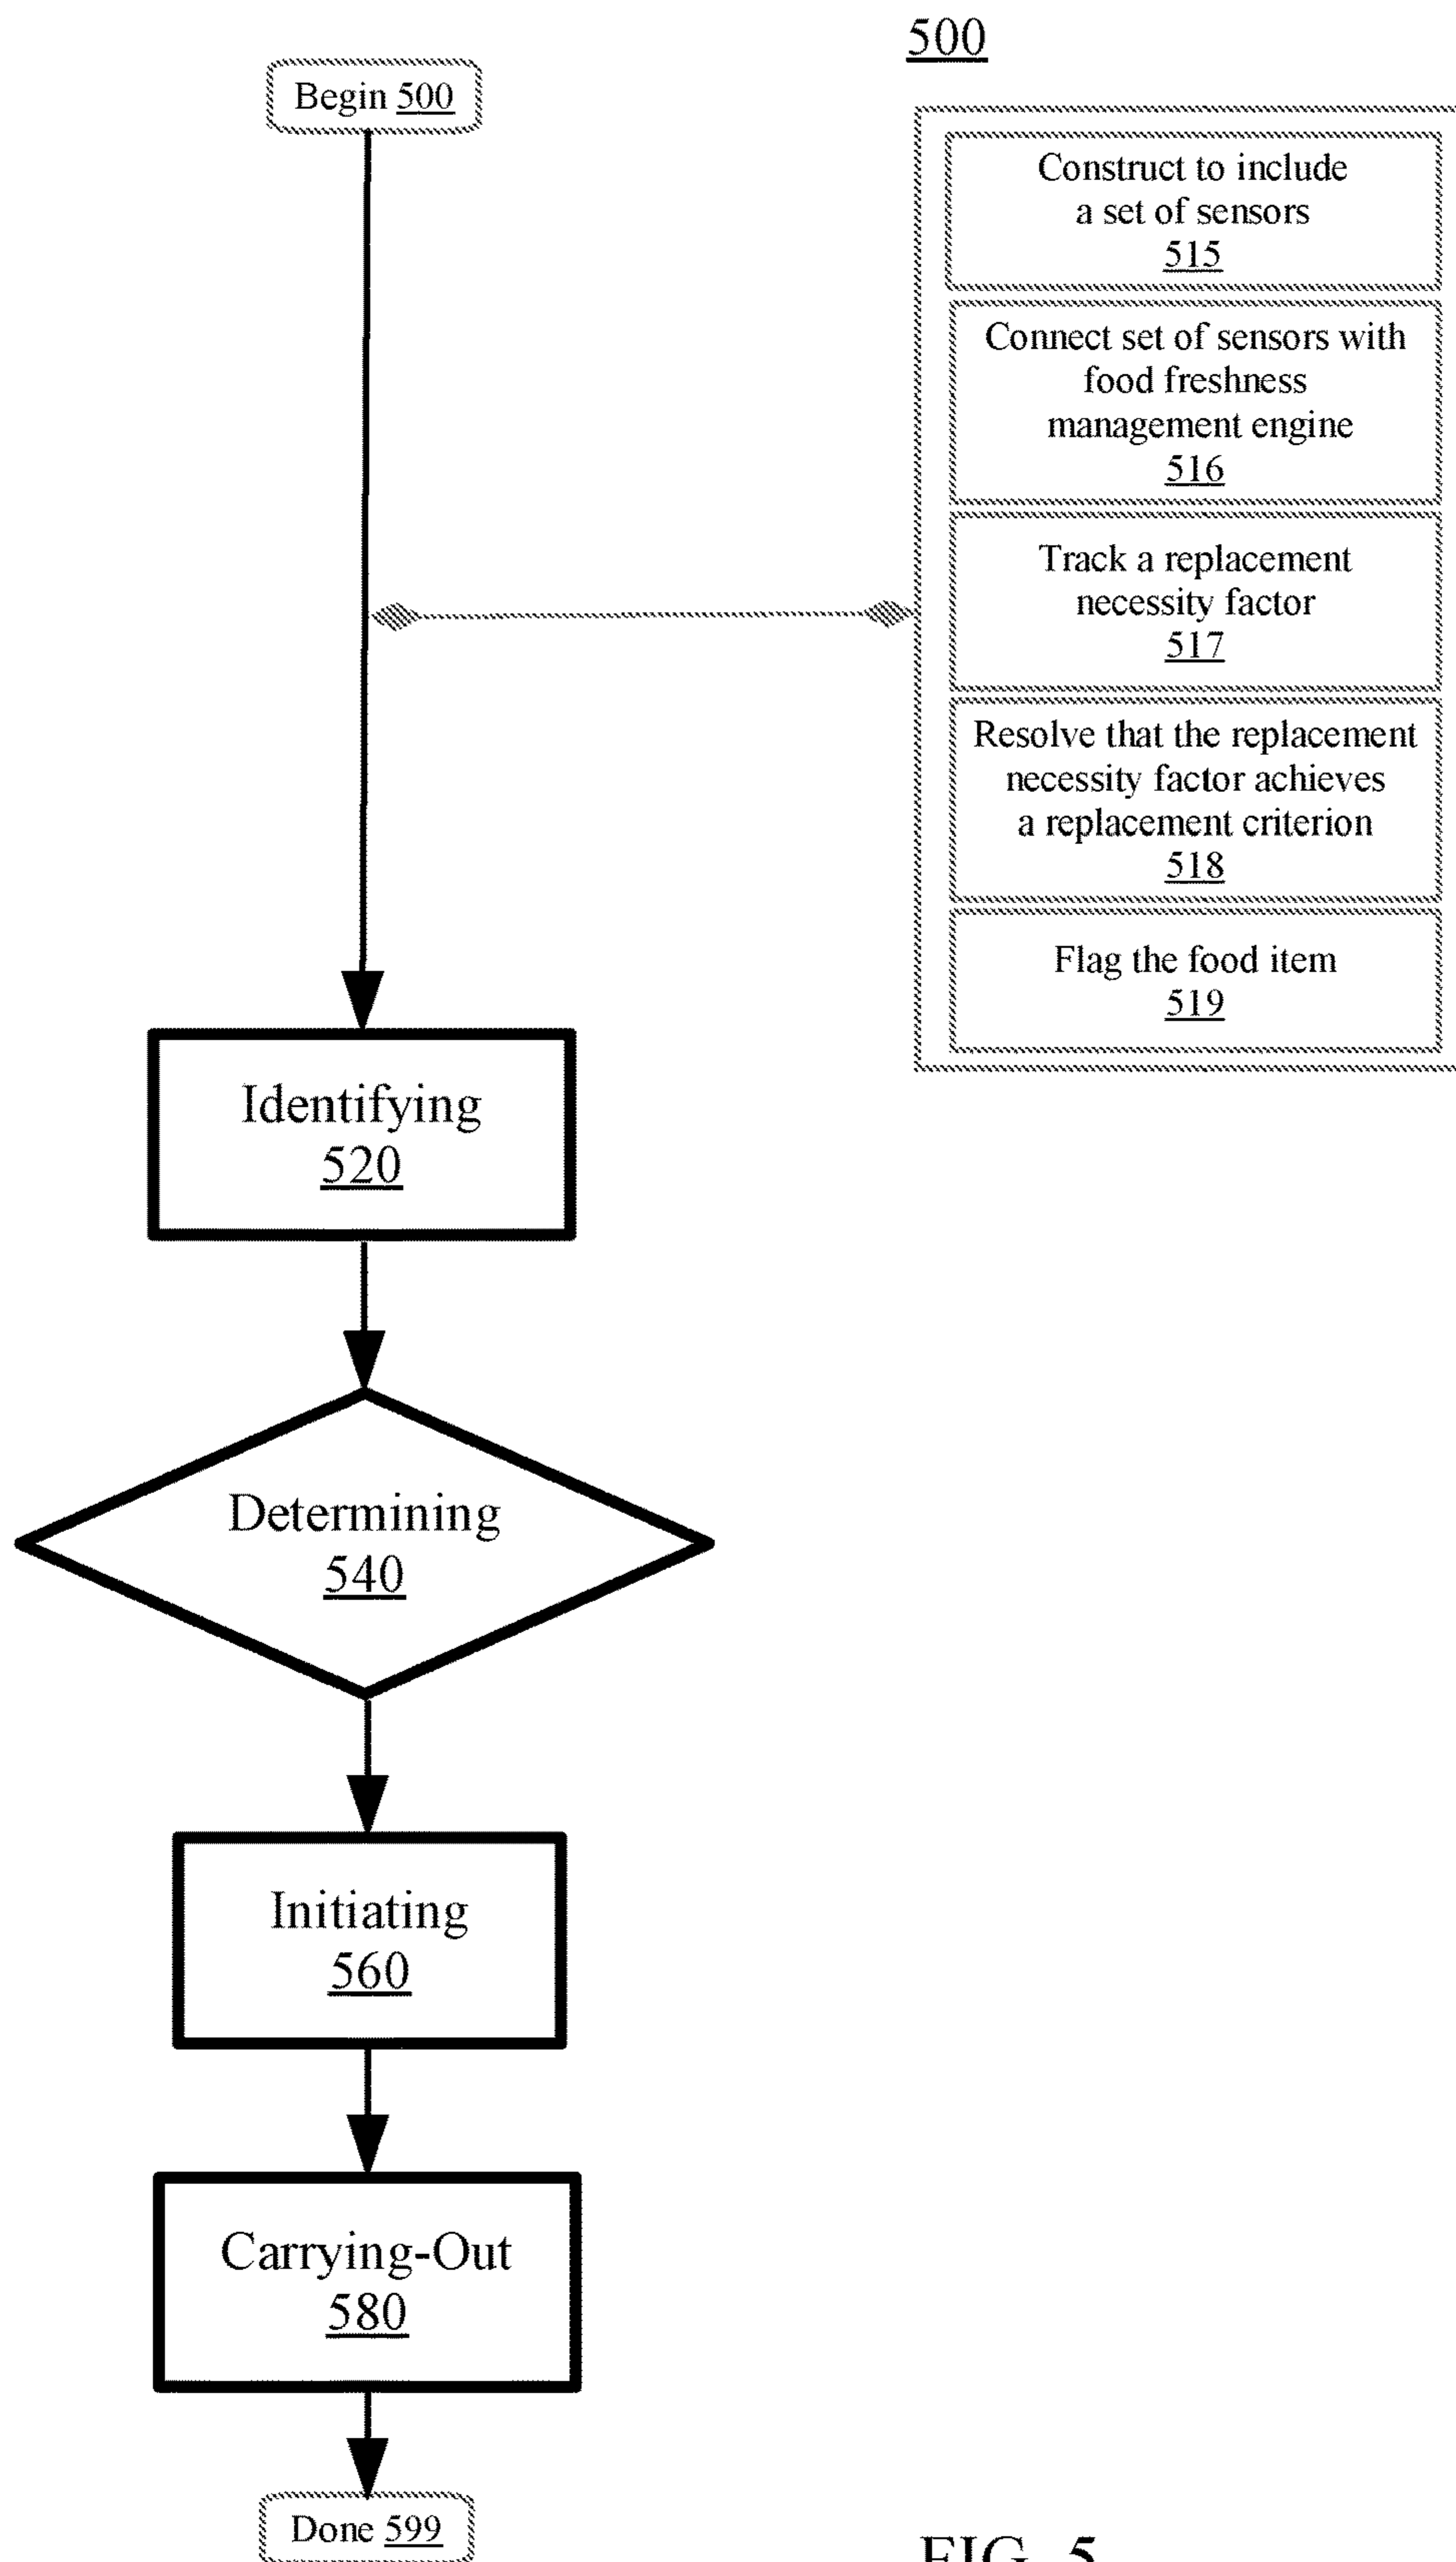 500
Begin 500
Construct to include
a set of sensors
515
Connect set of sensors with
food freshness
management engine
516
Track a replacement
necessity factor
517
Resolve that the replacement
necessity factor achieves
a replacement criterion
518
Flag the food item
519
Identifying
520
Determining
540
Initiating
560
Carrying-Out
580
Done 599
FIG. 5